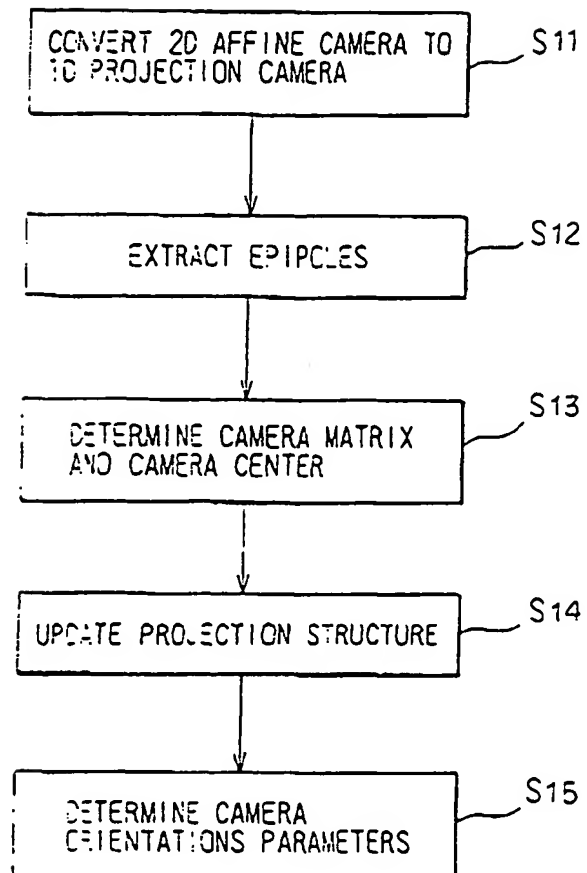 CONVERT 2D AFFINE CAMERA TO
1D PROJECTION CAMERA
S11
EXTRACT EPIPOLES
S12
DETERMINE CAMERA MATRIX
AND CAMERA CENTER
S13
UPDATE PROJECTION STRUCTURE
S14
DETERMINE CAMERA
ORIENTATIONS PARAMETERS
S15